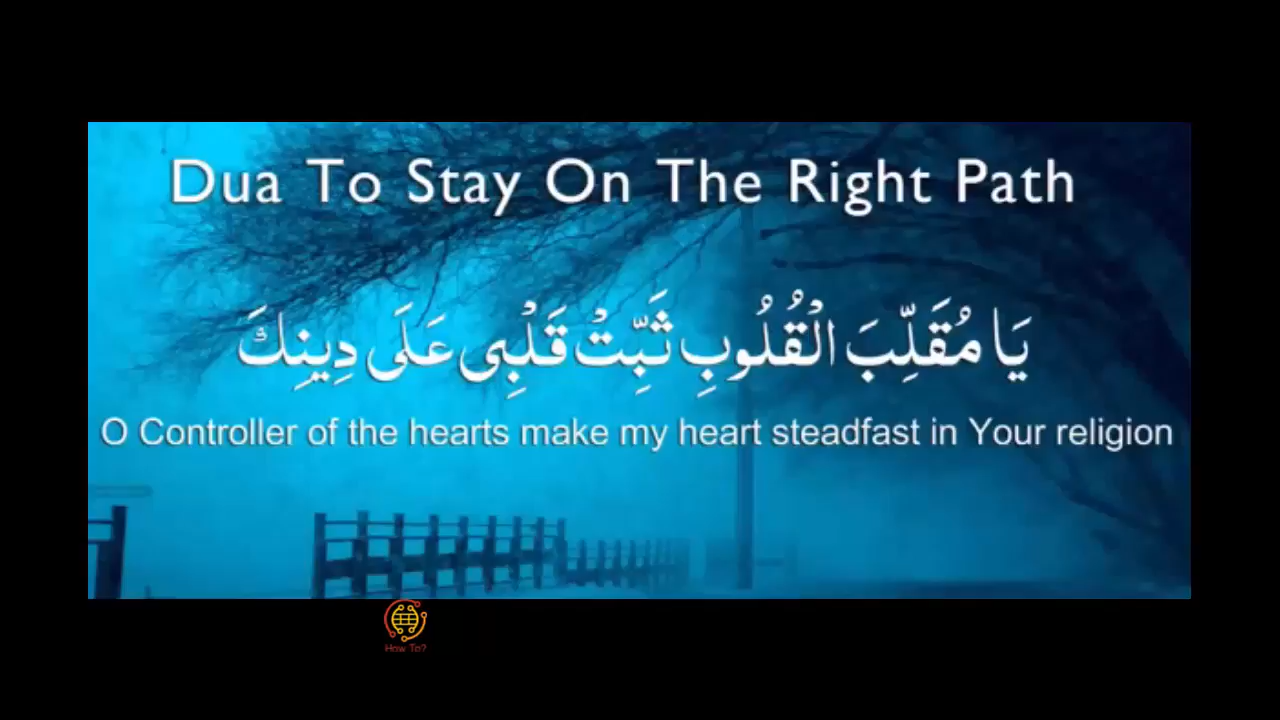 Dua To Stay On The Right Path
يَا مُقَلِّبَ الْقُلُوبِ ثَبِّتْ قَلْبِي عَلَى دِينِكَ
O Controller of the hearts make my heart steadfast in Your religion
How To?